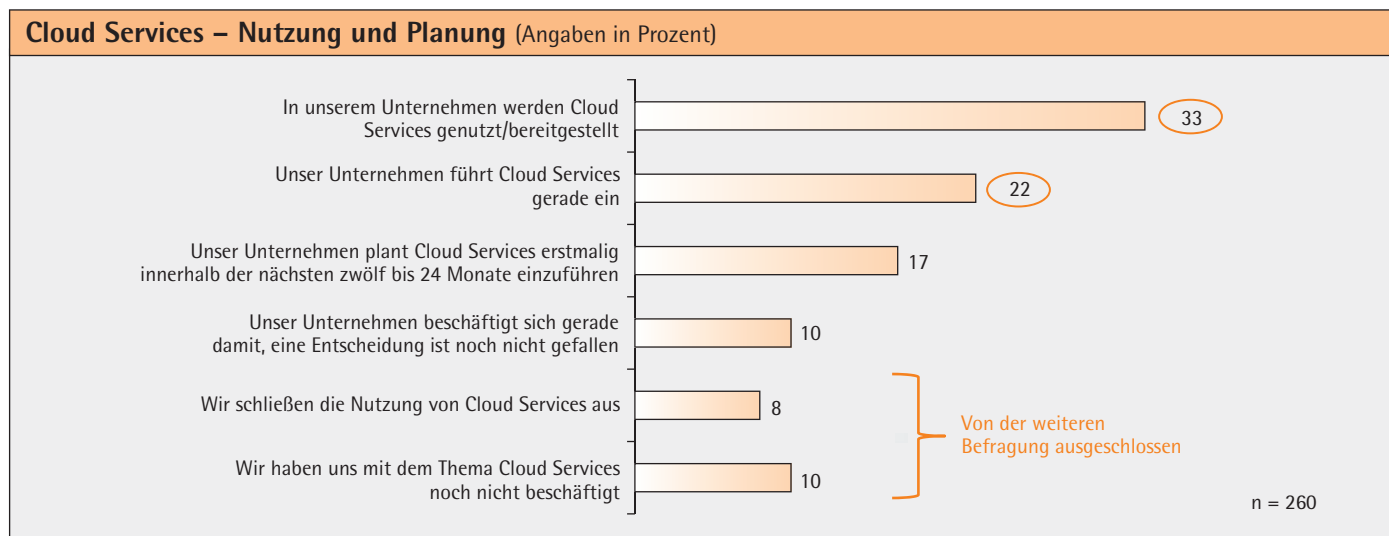 Cloud Services – Nutzung und Planung (Angaben in Prozent)
In unserem Unternehmen werden Cloud
Services genutzt/bereitgestellt
33
Unser Unternehmen führt Cloud Services
gerade ein
22
Unser Unternehmen plant Cloud Services erstmalig
innerhalb der nächsten zwölf bis 24 Monate einzuführen
17
Unser Unternehmen beschäftigt sich gerade
damit, eine Entscheidung ist noch nicht gefallen
10
Wir schließen die Nutzung von Cloud Services aus
8
Von der weiteren
Befragung ausgeschlossen
Wir haben uns mit dem Thema Cloud Services
noch nicht beschäftigt
10
n = 260